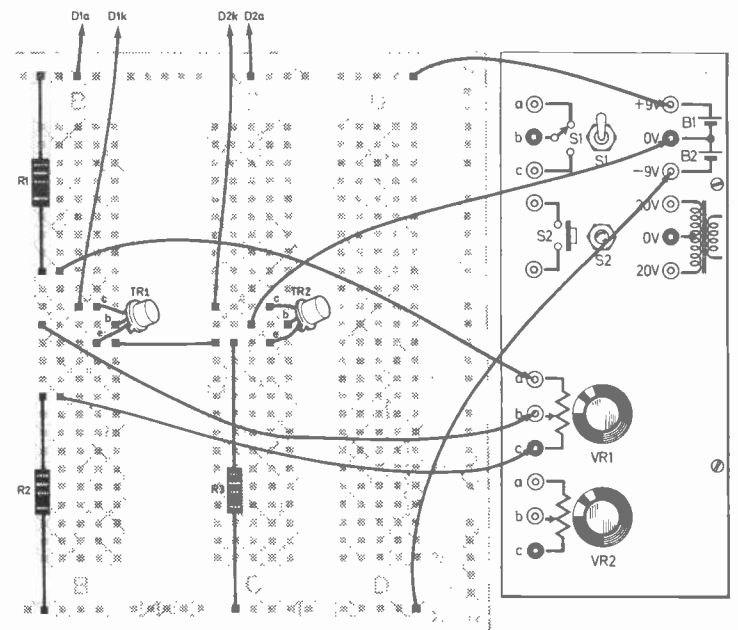 D1a D1k D2k D2a
B C D
a +9V
B1
b S1 0V
S1 B2
c −9V
20V
S2 0V
S2
20V
R1
c TR1 c TR2
b b
e e
a
b
c
VR1
R2 R3
a
b
c
VR2
B C D